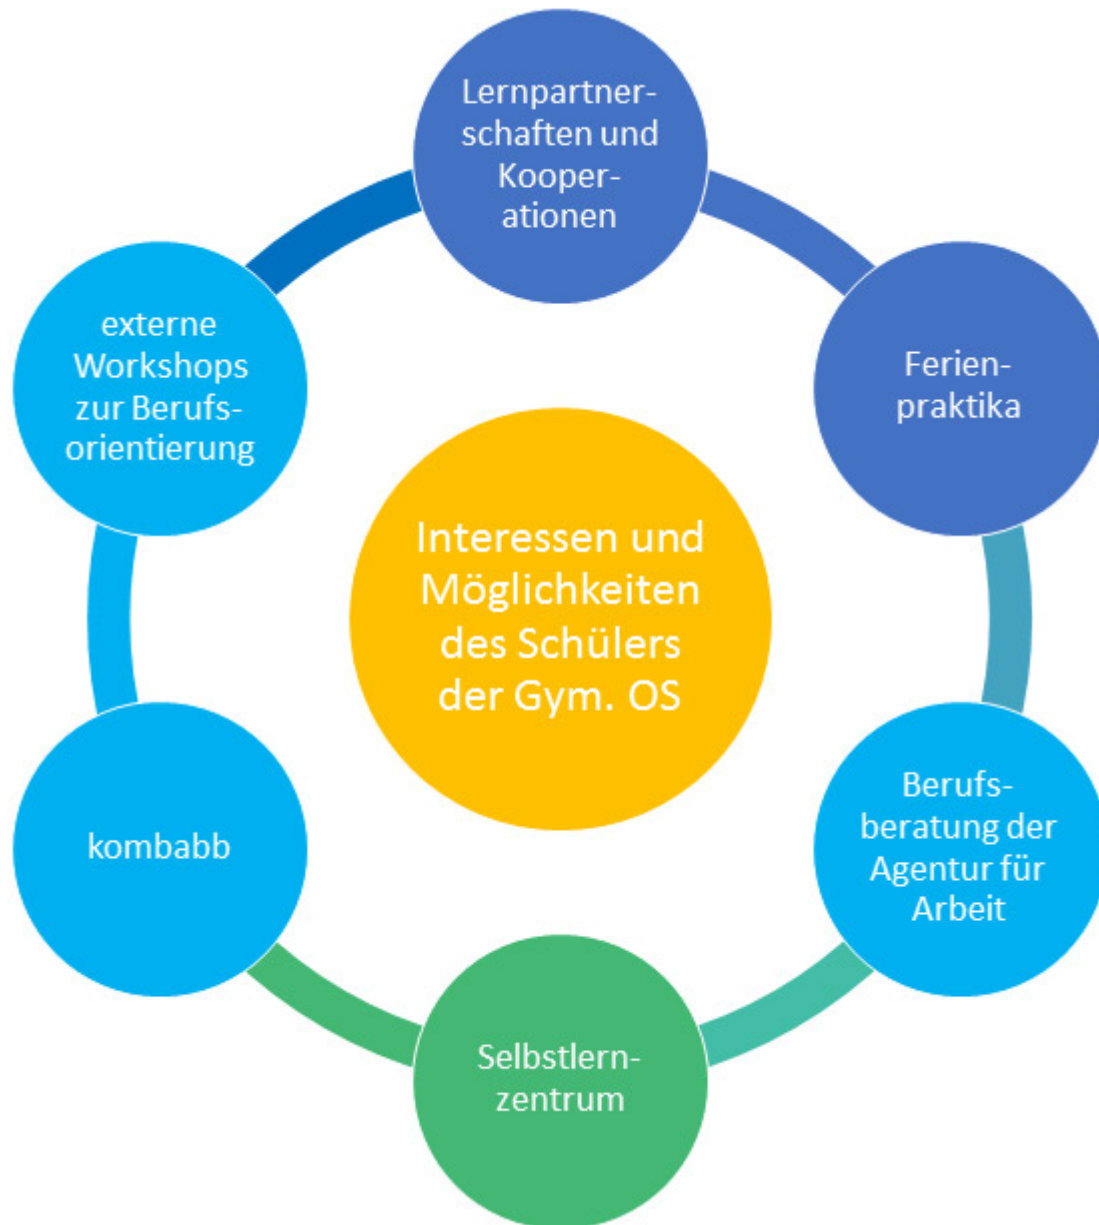 Lernpartner-
schaften und
Kooper-
ationen
externe
Workshops
zur Berufs-
orientierung
Ferien-
praktika
Interessen und
Möglichkeiten
des Schülers
der Gym. OS
kombabb
Berufs-
beratung der
Agentur für
Arbeit
Selbstlern-
zentrum